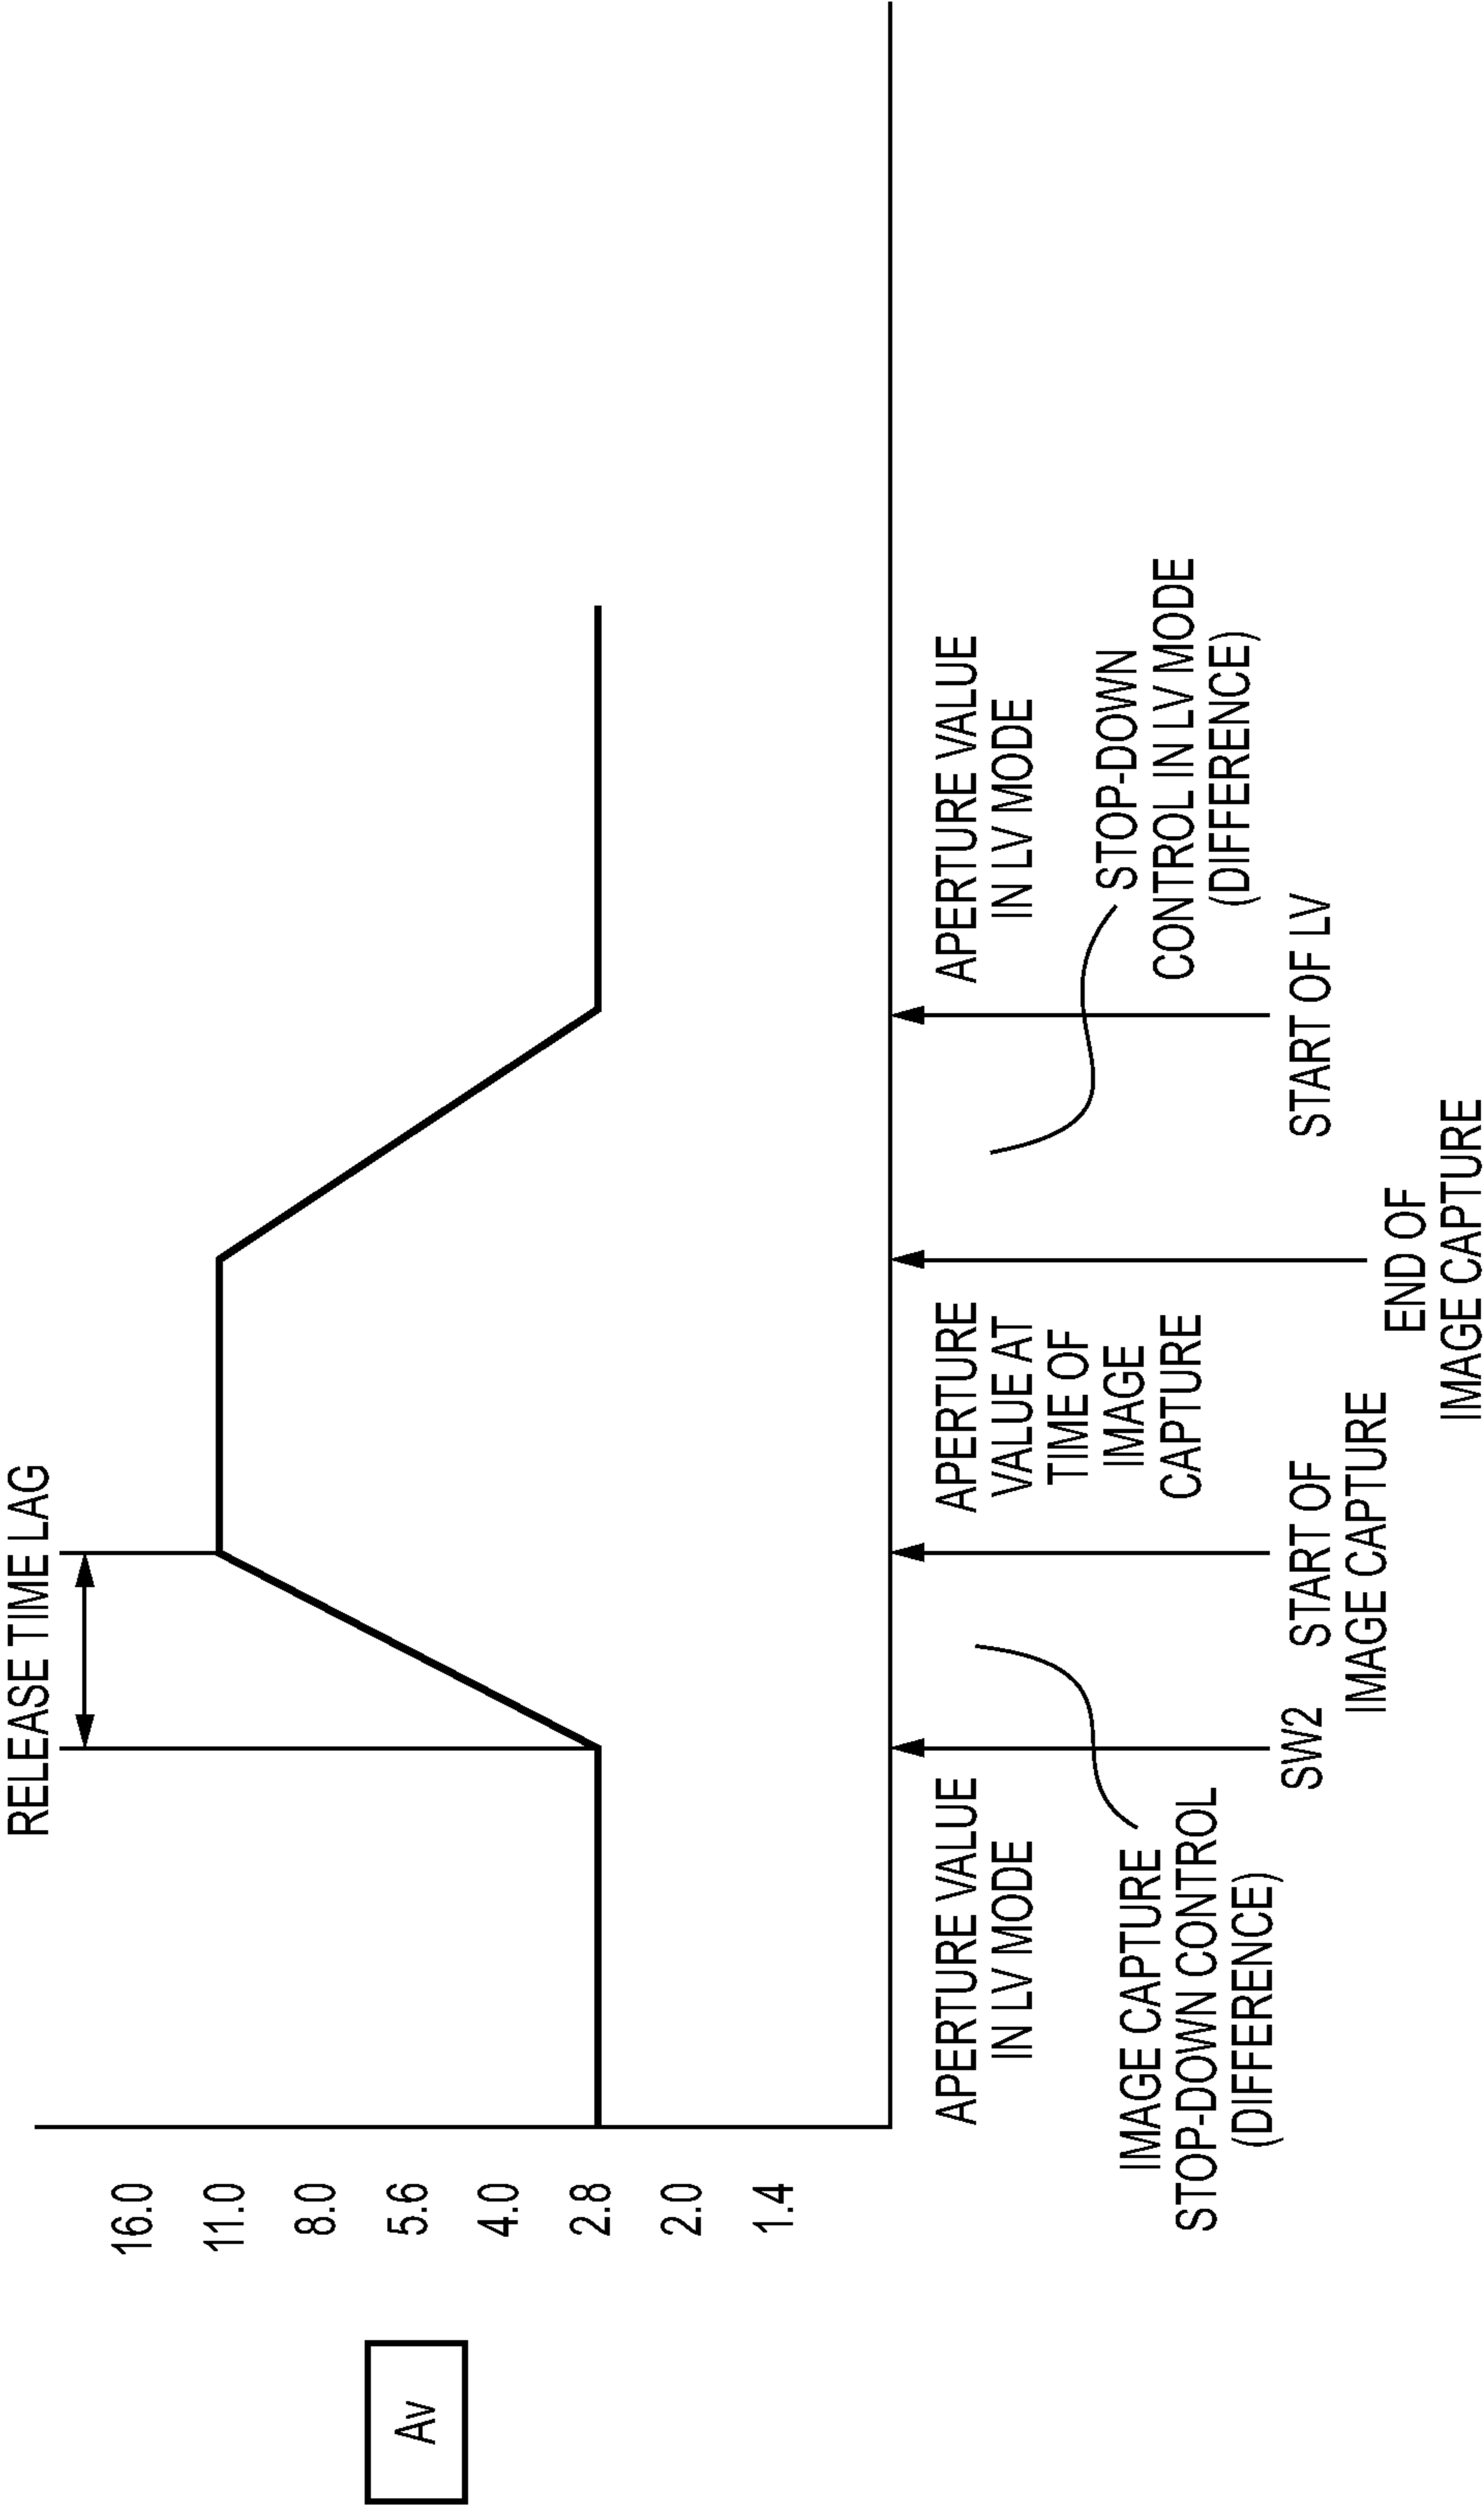 RELEASE TIME LAG
Av
16.0
11.0
8.0
5.6
4.0
2.8
2.0
1.4
APERTURE VALUE
IN LV MODE
IMAGE CAPTURE
STOP-DOWN CONTROL
(DIFFERENCE)
SW2
START OF
IMAGE CAPTURE
APERTURE
VALUE AT
TIME OF
IMAGE
CAPTURE
END OF
IMAGE CAPTURE
START OF LV
APERTURE VALUE
IN LV MODE
STOP-DOWN
CONTROL IN LV MODE
(DIFFERENCE)